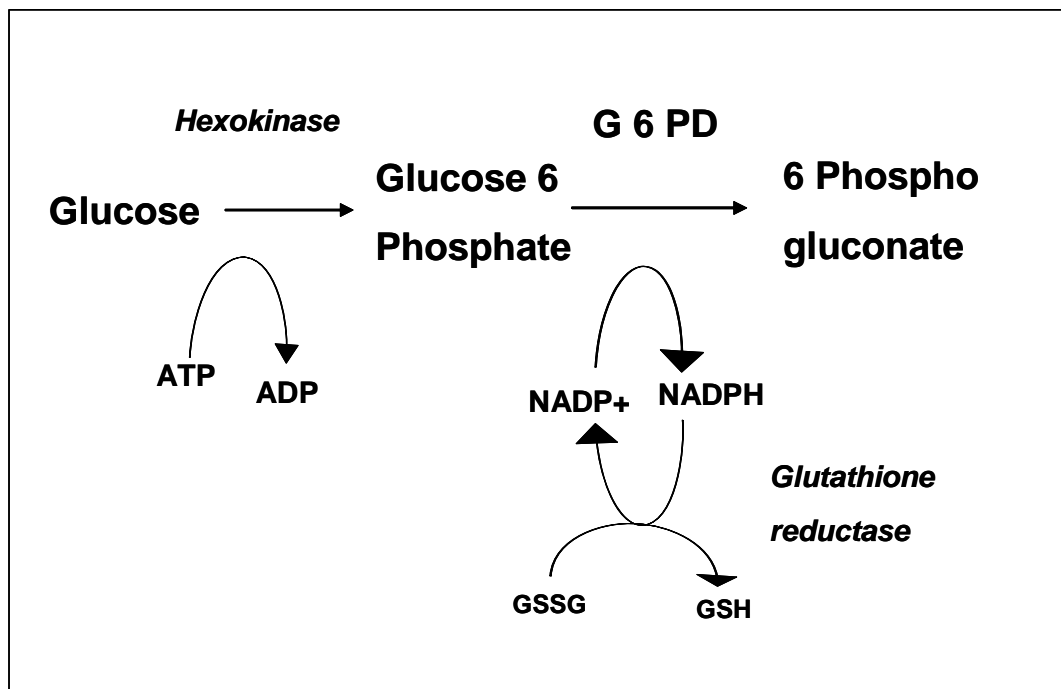 Hexokinase
G 6 PD
Glucose
Glucose 6
Phosphate
6 Phospho
gluconate
ATP
ADP
NADP+
NADPH
Glutathione
reductase
GSSG
GSH